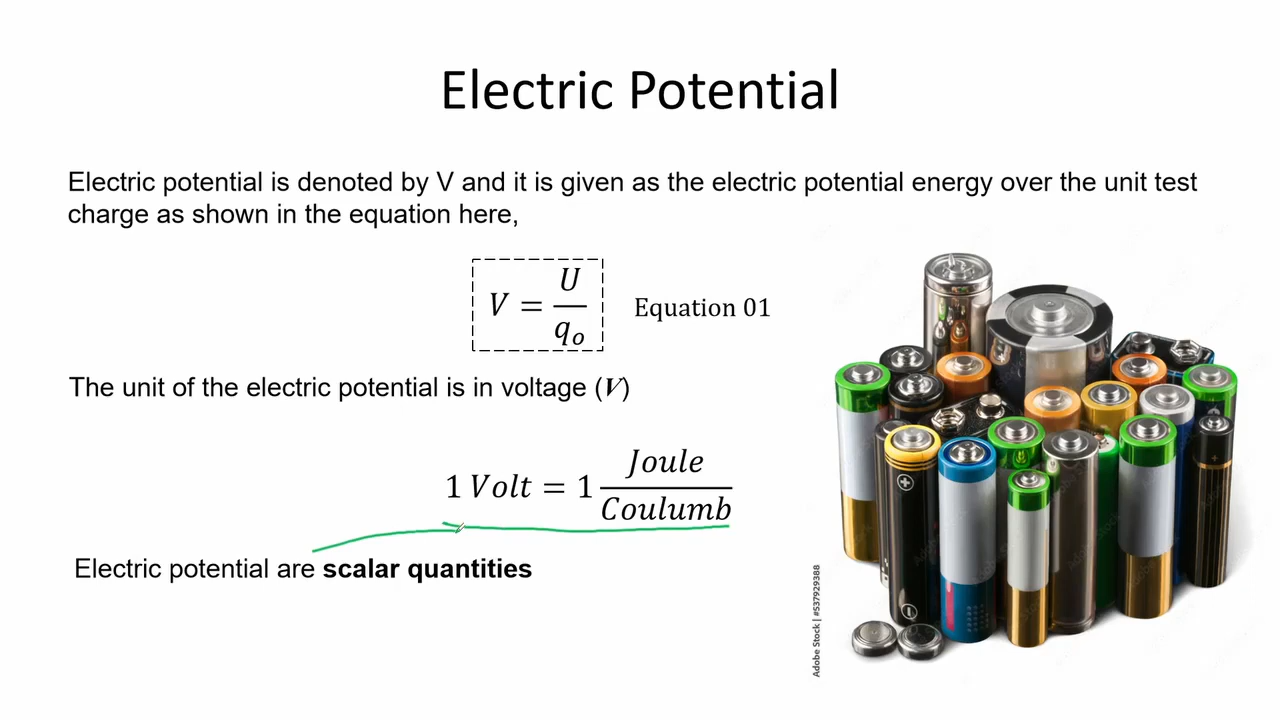 Electric Potential
Electric potential is denoted by V and it is given as the electric potential energy over the unit test
charge as shown in the equation here,
V = U / q₀ Equation 01
The unit of the electric potential is in voltage (V)
1 Volt = 1 Joule / Coulumb
Electric potential are scalar quantities
Adobe Stock | #537929388